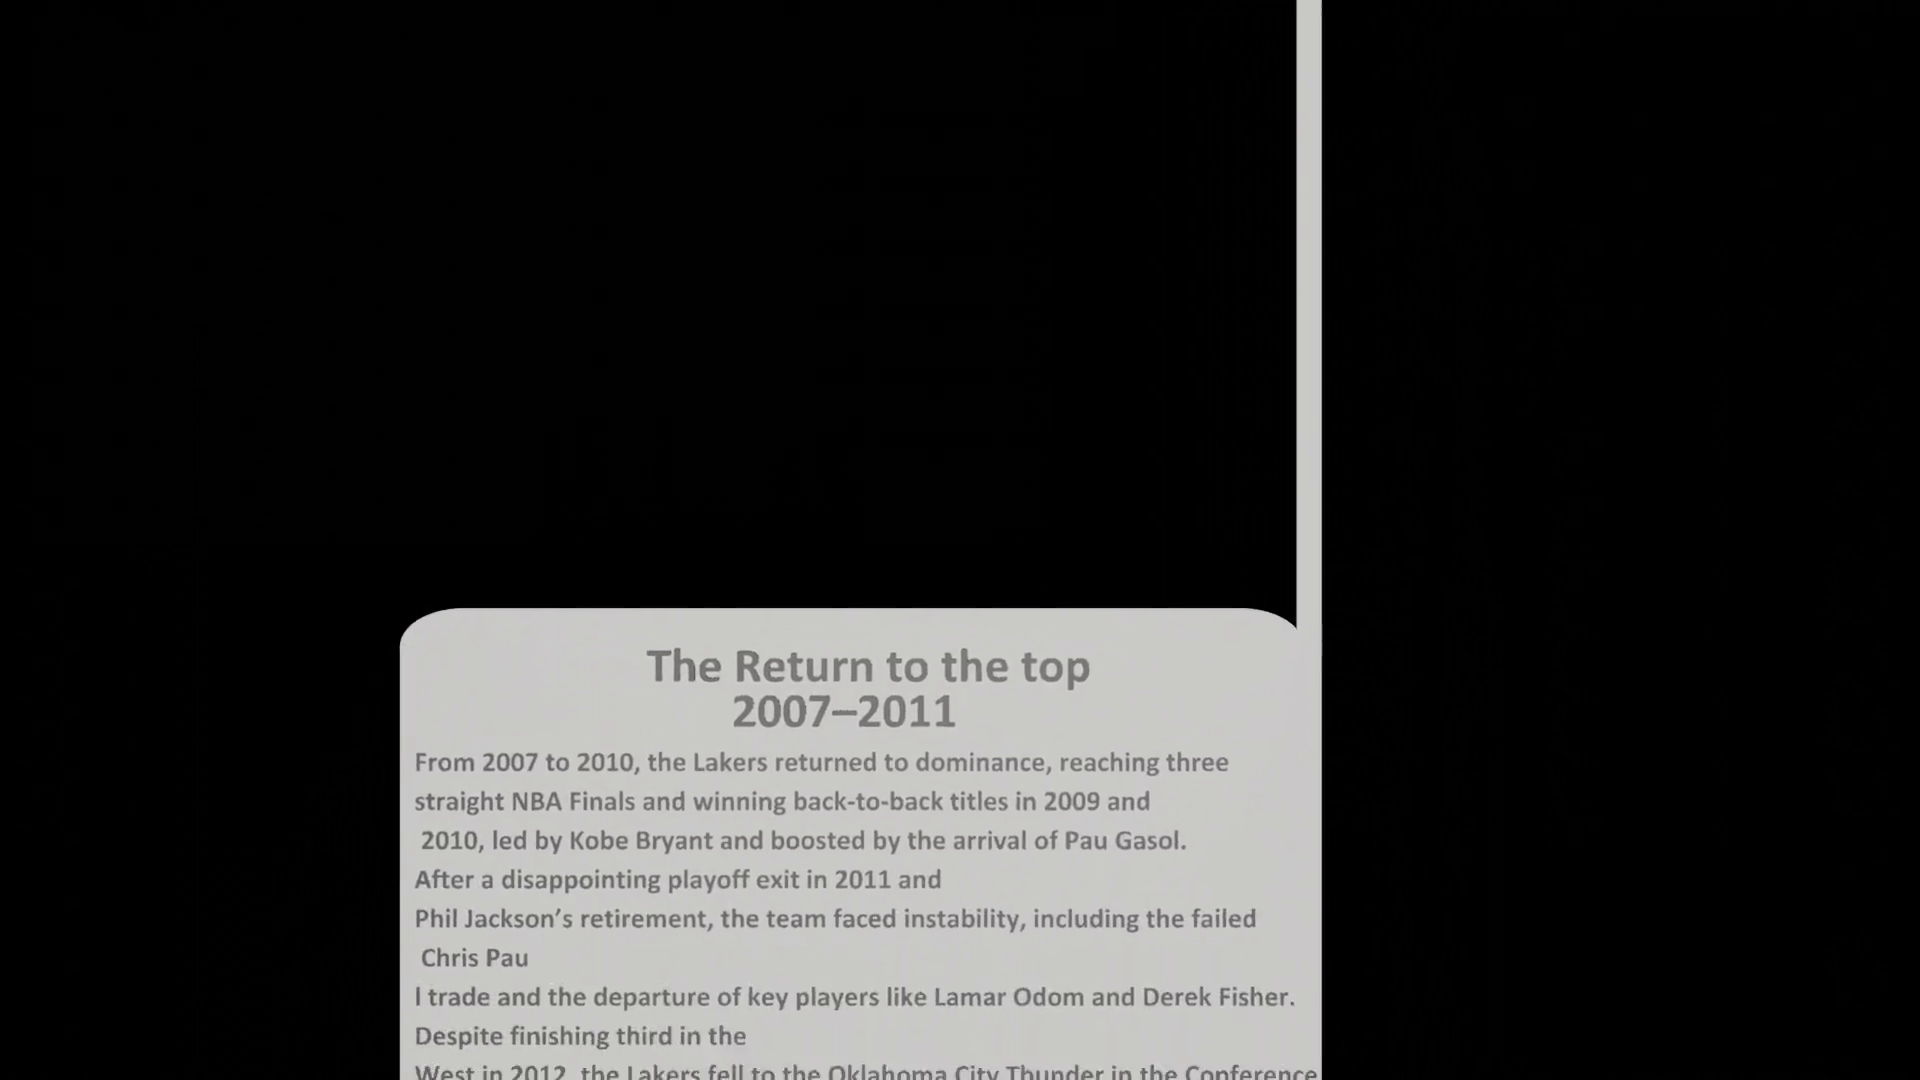 The Return to the top
2007–2011
From 2007 to 2010, the Lakers returned to dominance, reaching three
straight NBA Finals and winning back-to-back titles in 2009 and
2010, led by Kobe Bryant and boosted by the arrival of Pau Gasol.
After a disappointing playoff exit in 2011 and
Phil Jackson’s retirement, the team faced instability, including the failed
Chris Pau
l trade and the departure of key players like Lamar Odom and Derek Fisher.
Despite finishing third in the
West in 2012, the Lakers fell to the Oklahoma City Thunder in the Conference